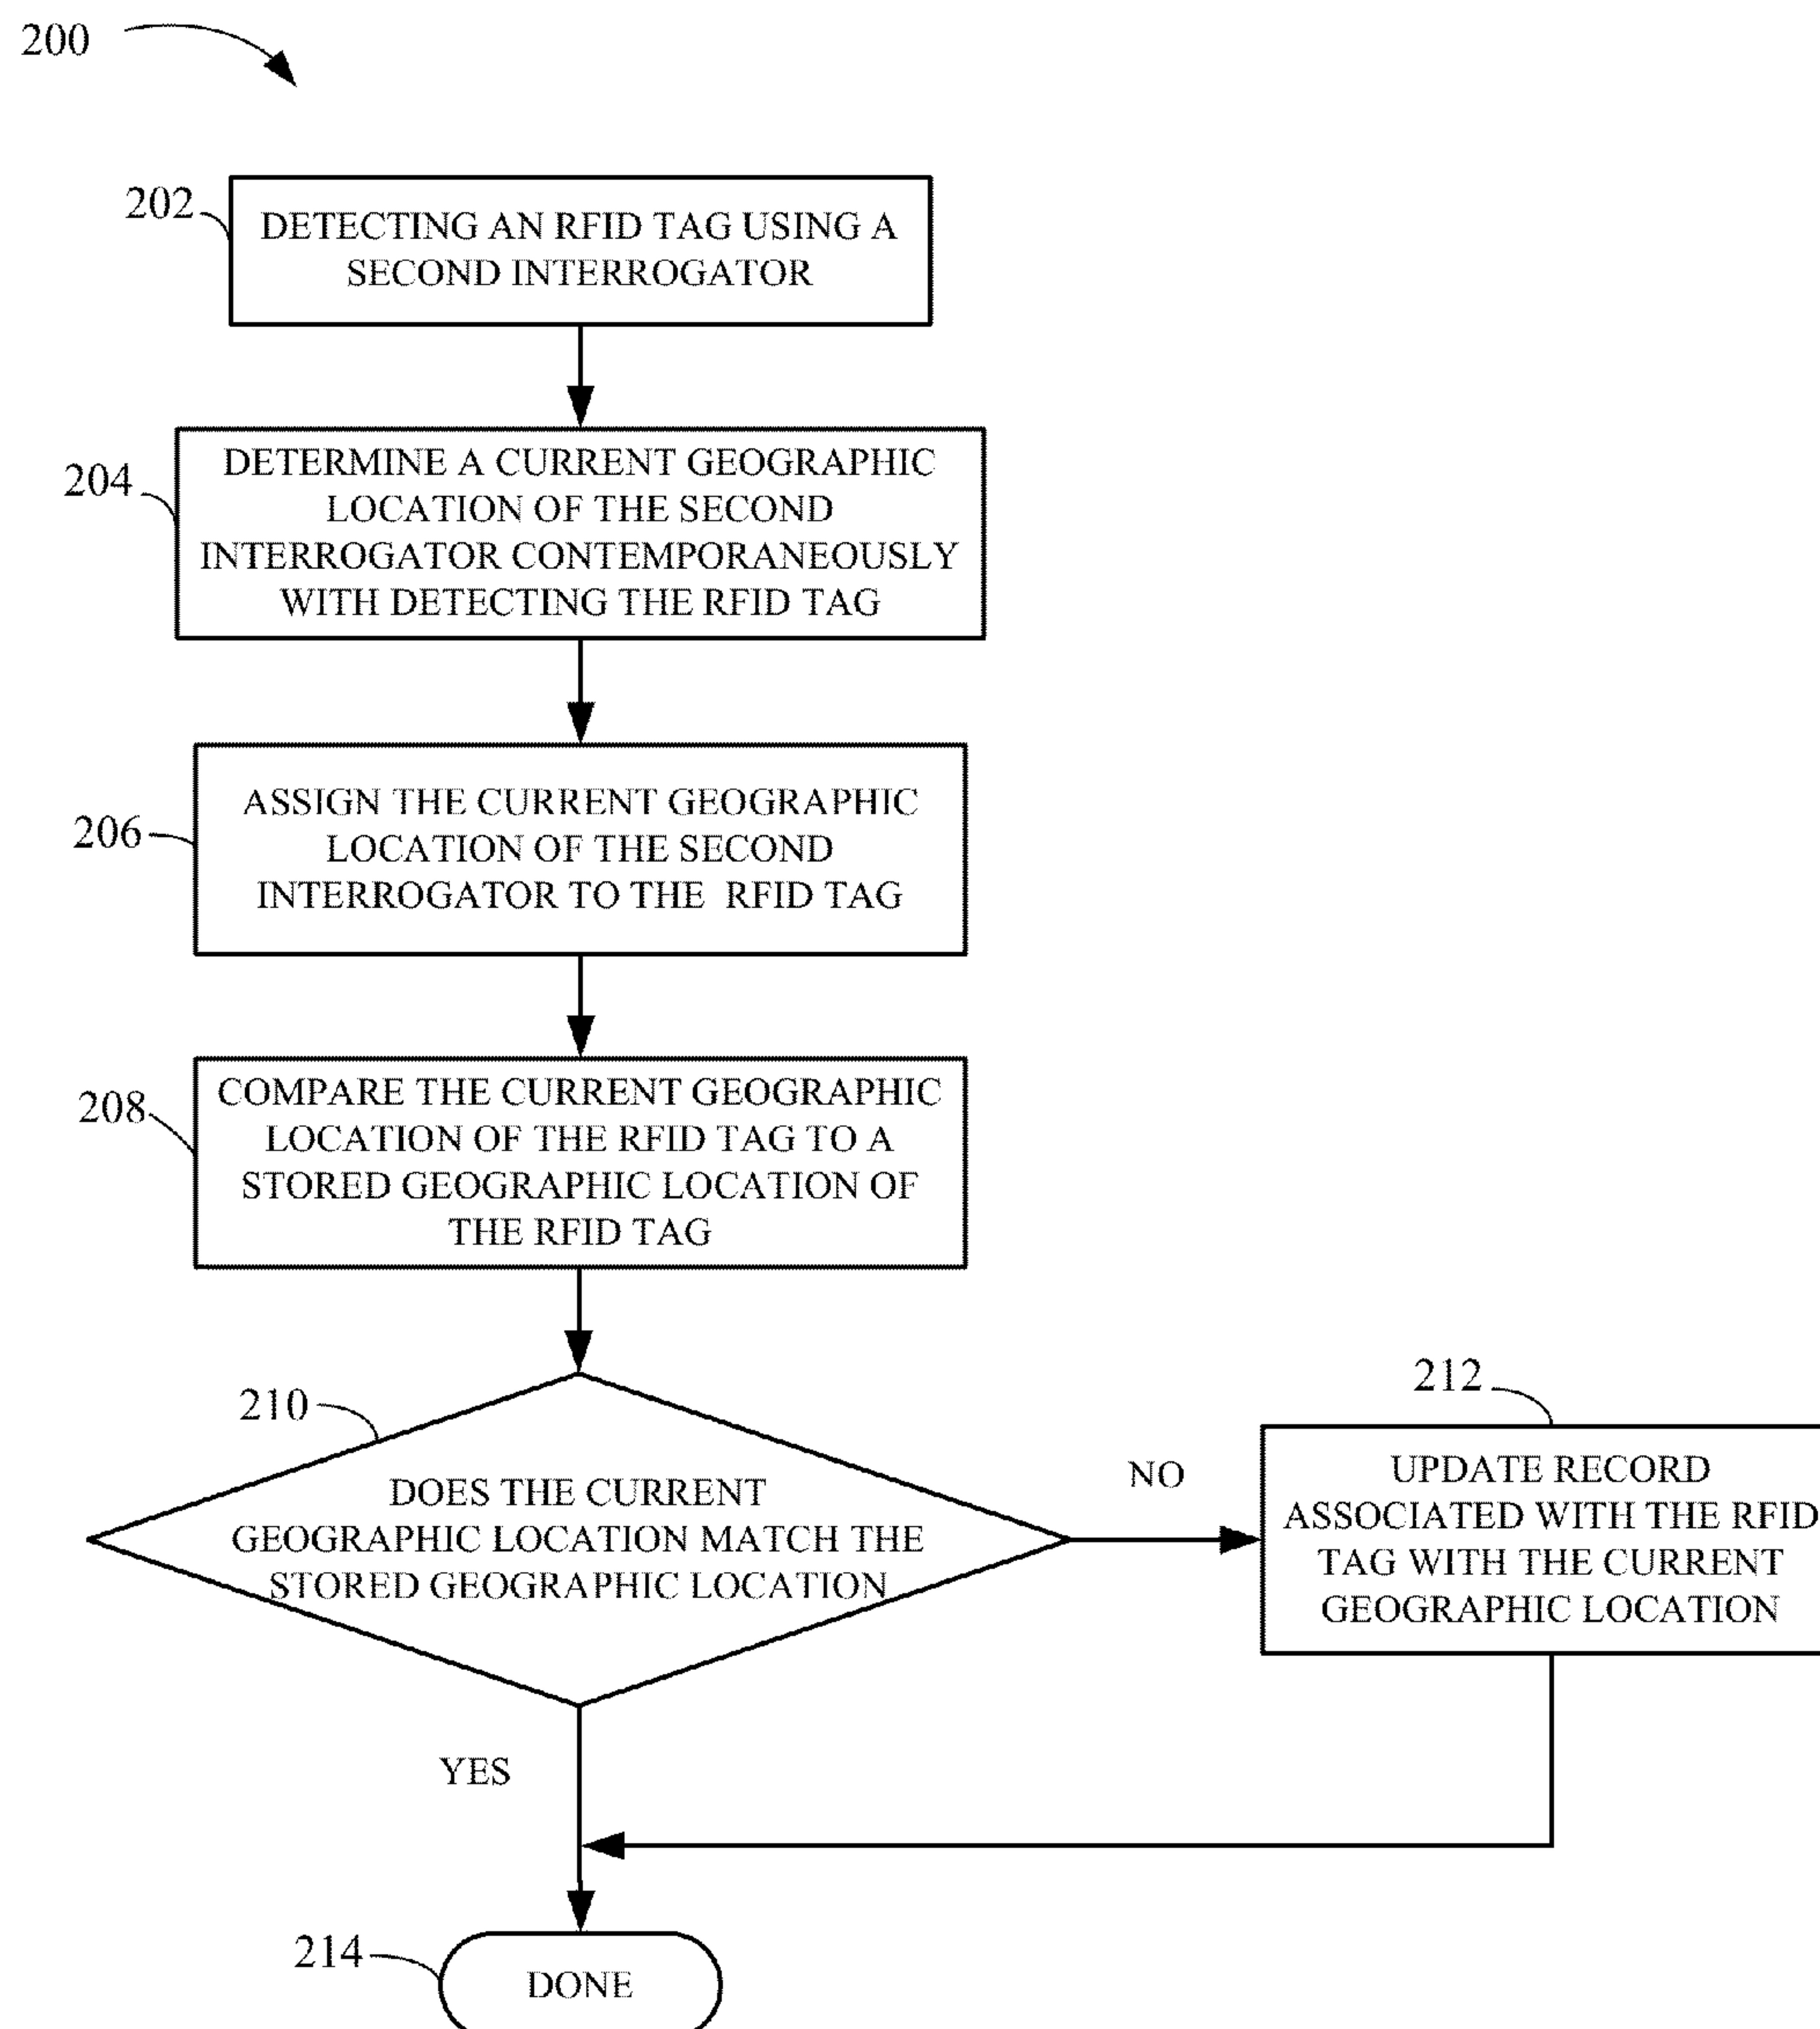 200
202
DETECTING AN RFID TAG USING A
SECOND INTERROGATOR
204
DETERMINE A CURRENT GEOGRAPHIC
LOCATION OF THE SECOND
INTERROGATOR CONTEMPORANEOUSLY
WITH DETECTING THE RFID TAG
206
ASSIGN THE CURRENT GEOGRAPHIC
LOCATION OF THE SECOND
INTERROGATOR TO THE RFID TAG
208
COMPARE THE CURRENT GEOGRAPHIC
LOCATION OF THE RFID TAG TO A
STORED GEOGRAPHIC LOCATION OF
THE RFID TAG
210
DOES THE CURRENT
GEOGRAPHIC LOCATION MATCH THE
STORED GEOGRAPHIC LOCATION
NO
212
UPDATE RECORD
ASSOCIATED WITH THE RFID
TAG WITH THE CURRENT
GEOGRAPHIC LOCATION
YES
214
DONE